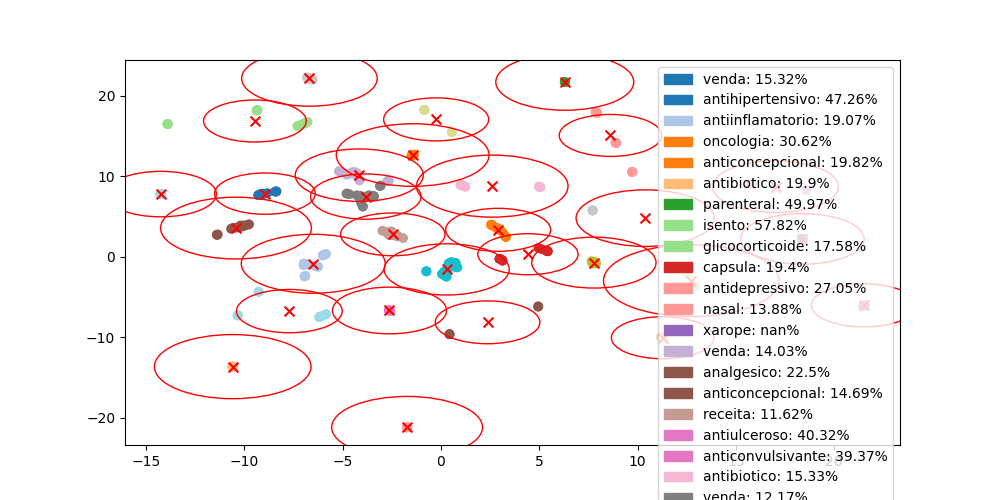 20
10
0
−10
−20
−15
−10
−5
0
5
10
15
20
venda: 15.32%
antihipertensivo: 47.26%
antiinflamatorio: 19.07%
oncologia: 30.62%
anticoncepcional: 19.82%
antibiotico: 19.9%
parenteral: 49.97%
isento: 57.82%
glicocorticoide: 17.58%
capsula: 19.4%
antidepressivo: 27.05%
nasal: 13.88%
xarope: nan%
venda: 14.03%
analgesico: 22.5%
anticoncepcional: 14.69%
receita: 11.62%
antiulceroso: 40.32%
anticonvulsivante: 39.37%
antibiotico: 15.33%
venda: 12.17%